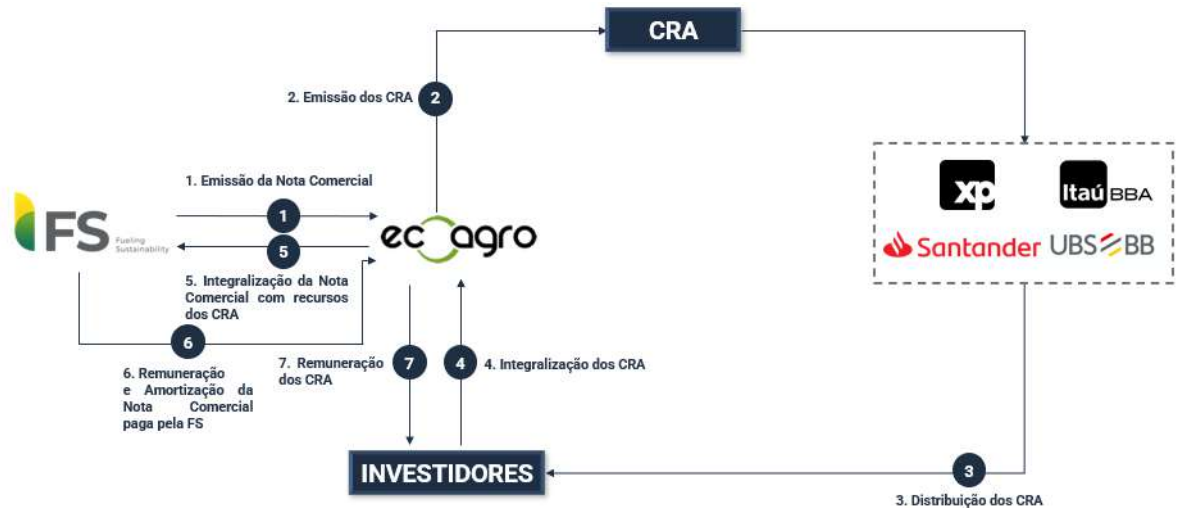 CRA
2. Emissão dos CRA
2
xp
Itaú BBA
Santander
UBS BB
1. Emissão da Nota Comercial
1
FS
Fueling
Sustainability
ecoagro
5
5. Integralização da Nota
Comercial com recursos
dos CRA
6
6. Remuneração
e Amortização da
Nota Comercial
paga pela FS
7. Remuneração
dos CRA
7
4
4. Integralização dos CRA
INVESTIDORES
3
3. Distribuição dos CRA